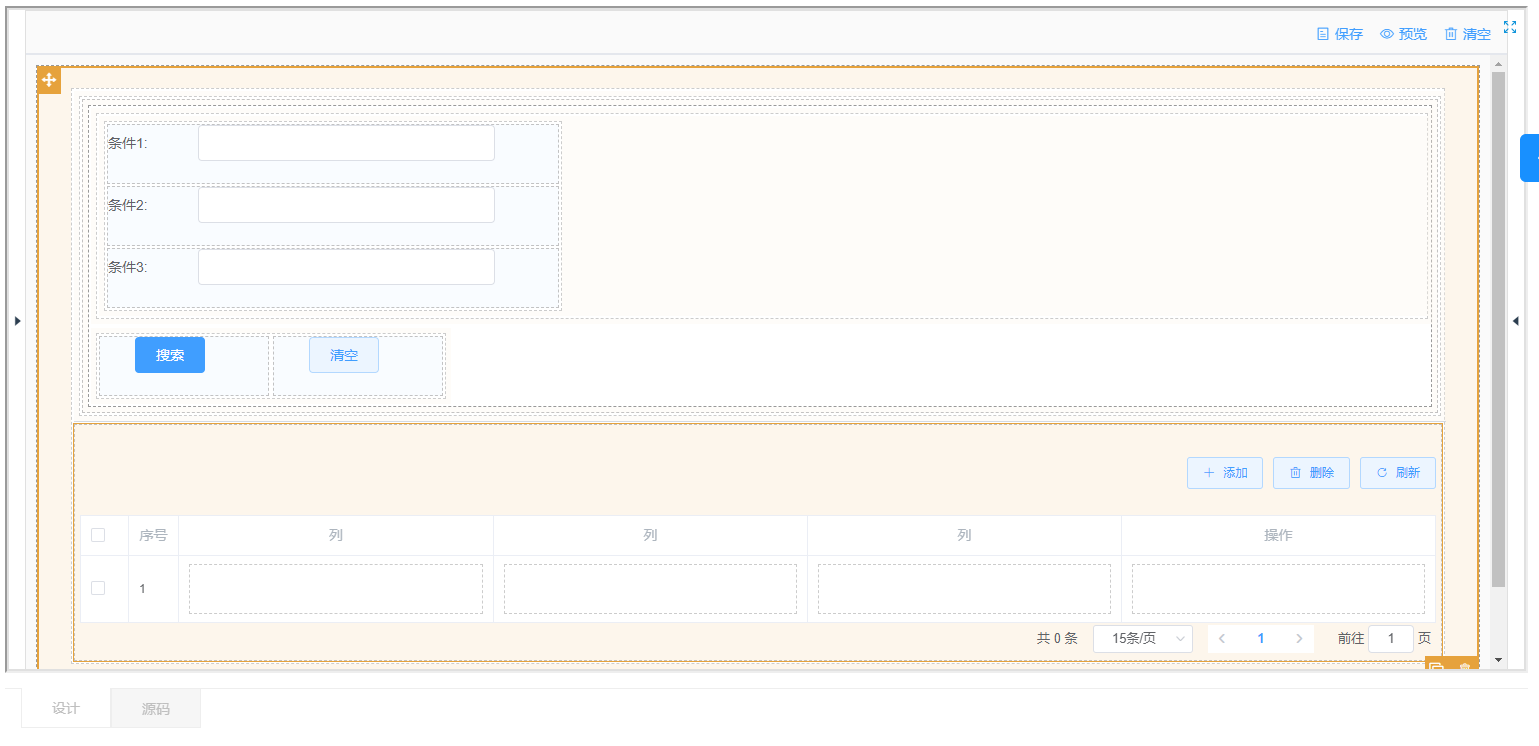 保存 预览 清空
条件1:
条件2:
条件3:
搜索 清空
添加 删除 刷新
序号 列 列 列 操作
1
共 0 条 15条/页 1 前往 1 页
设计 源码